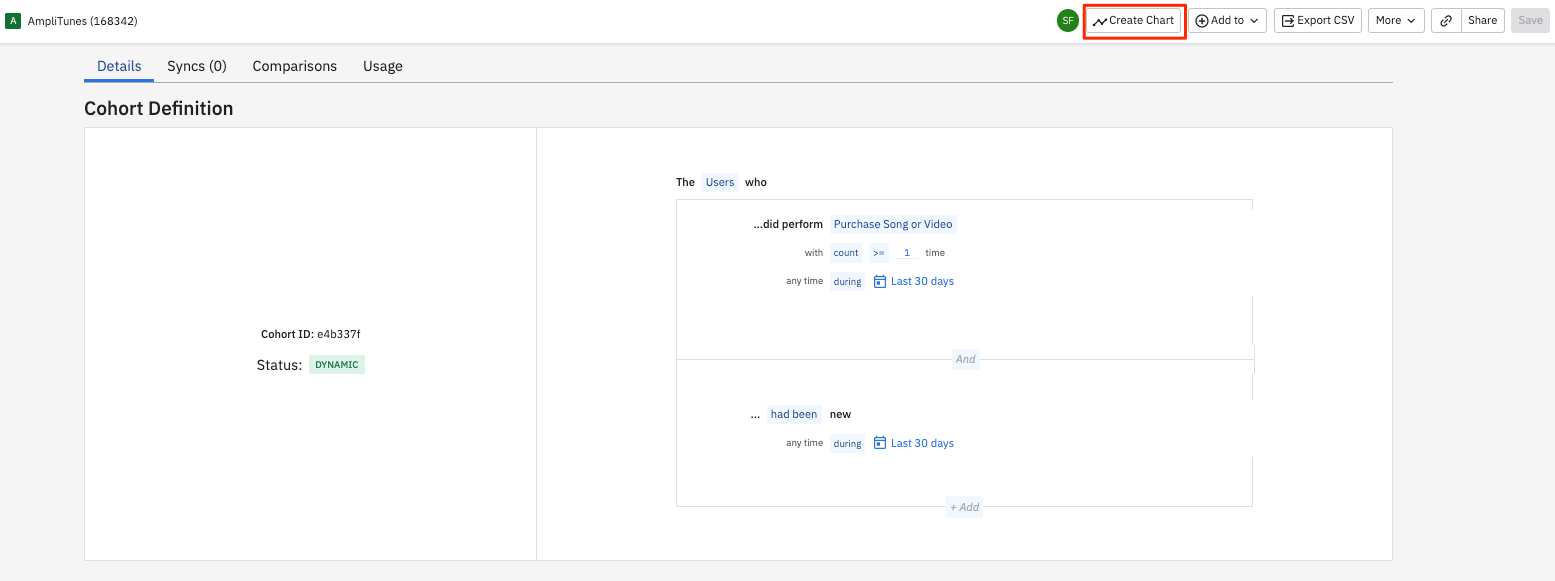 A AmpliTunes (168342) SF Create Chart Add to Export CSV More Share Save
Details Syncs (0) Comparisons Usage
Cohort Definition
The Users who
...did perform Purchase Song or Video
with count >= 1 time
any time during Last 30 days
Cohort ID: e4b337f
Status: DYNAMIC
And
... had been new
any time during Last 30 days
+ Add